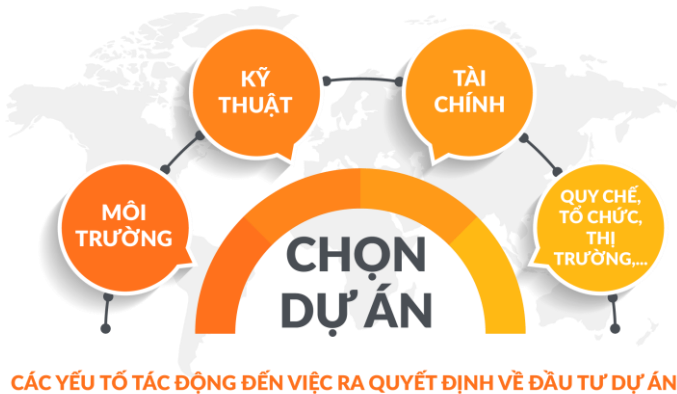 KỸ
THUẬT
TÀI
CHÍNH
MÔI
TRƯỜNG
QUY CHẾ,
TỔ CHỨC,
THỊ
TRƯỜNG,...
CHỌN
DỰ ÁN
CÁC YẾU TỐ TÁC ĐỘNG ĐẾN VIỆC RA QUYẾT ĐỊNH VỀ ĐẦU TƯ DỰ ÁN